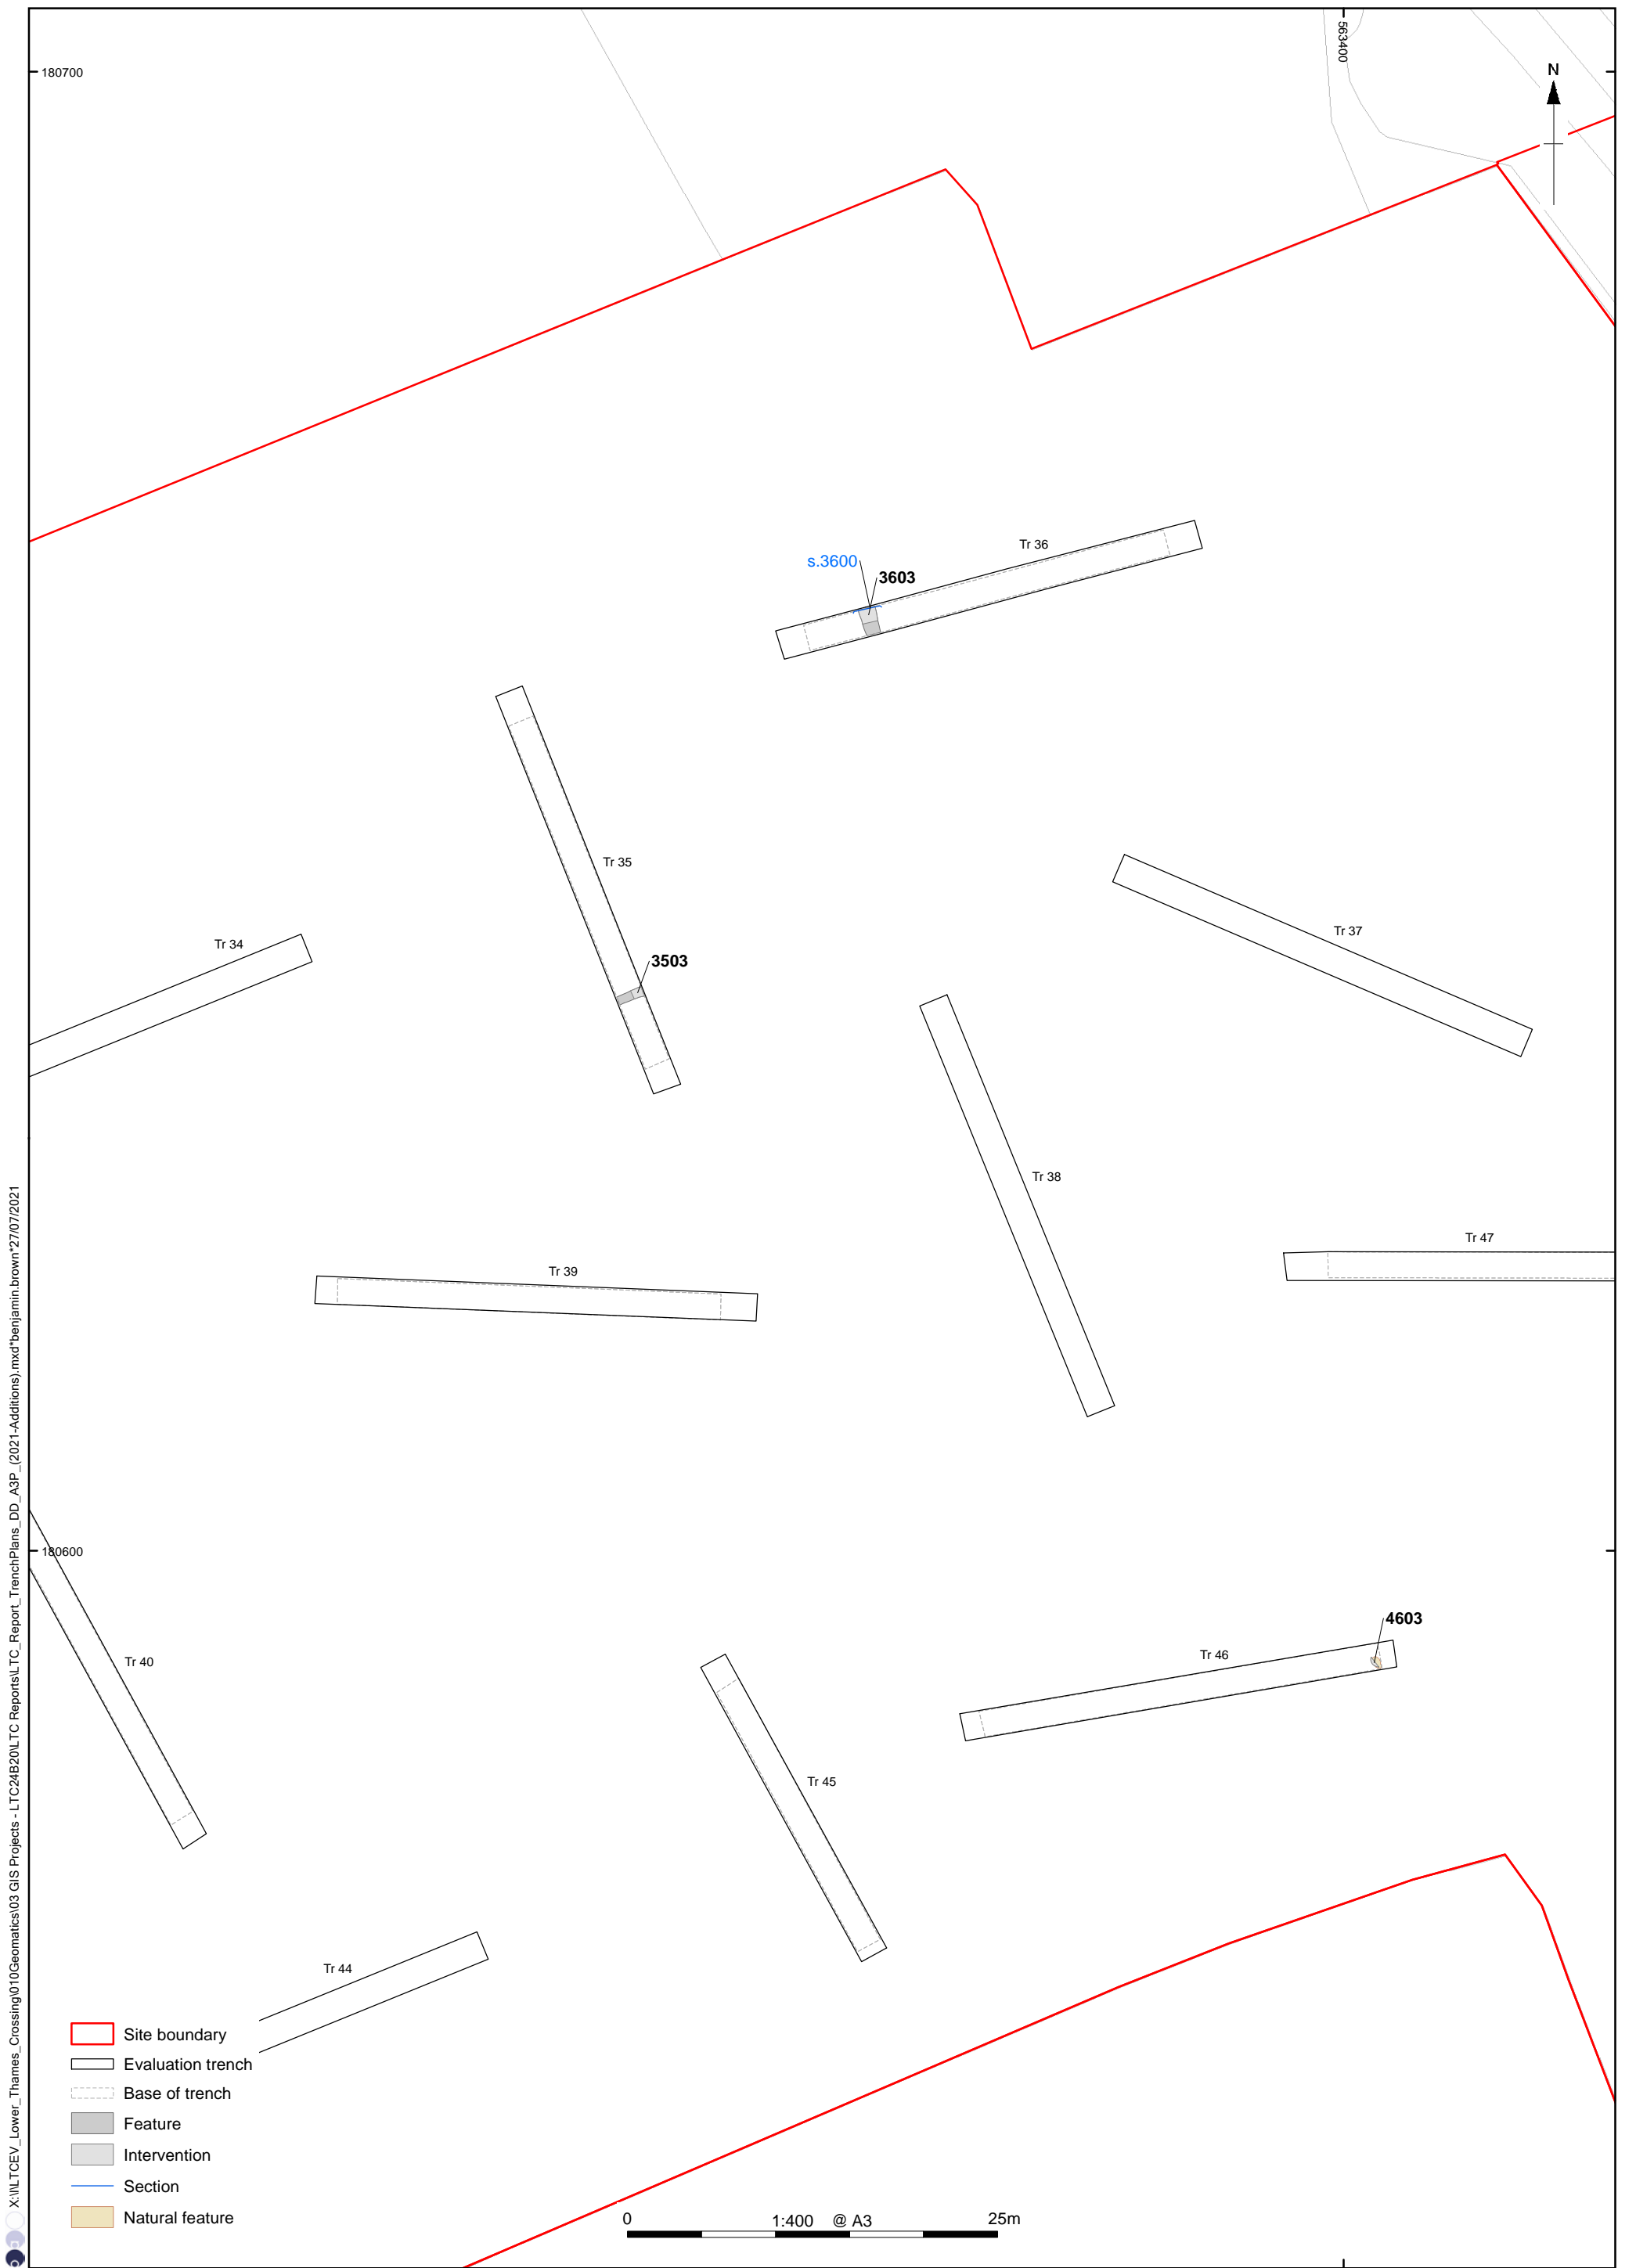 563400
180700
N
Tr 36
s.3600
3603
Tr 35
Tr 37
Tr 34
3503
Tr 38
Tr 47
Tr 39
180600
4603
Tr 46
Tr 40
Tr 45
Tr 44
Site boundary
Evaluation trench
Base of trench
Feature
Intervention
Section
Natural feature
0 1:400 @ A3 25m
X:\l\LTCEV_Lower_Thames_Crossing\010Geomatics\03 GIS Projects - LTC24B20\LTC Reports\LTC_Report_TrenchPlans_DD_A3P_(2021-Additions).mxd*benjamin.brown*27/07/2021